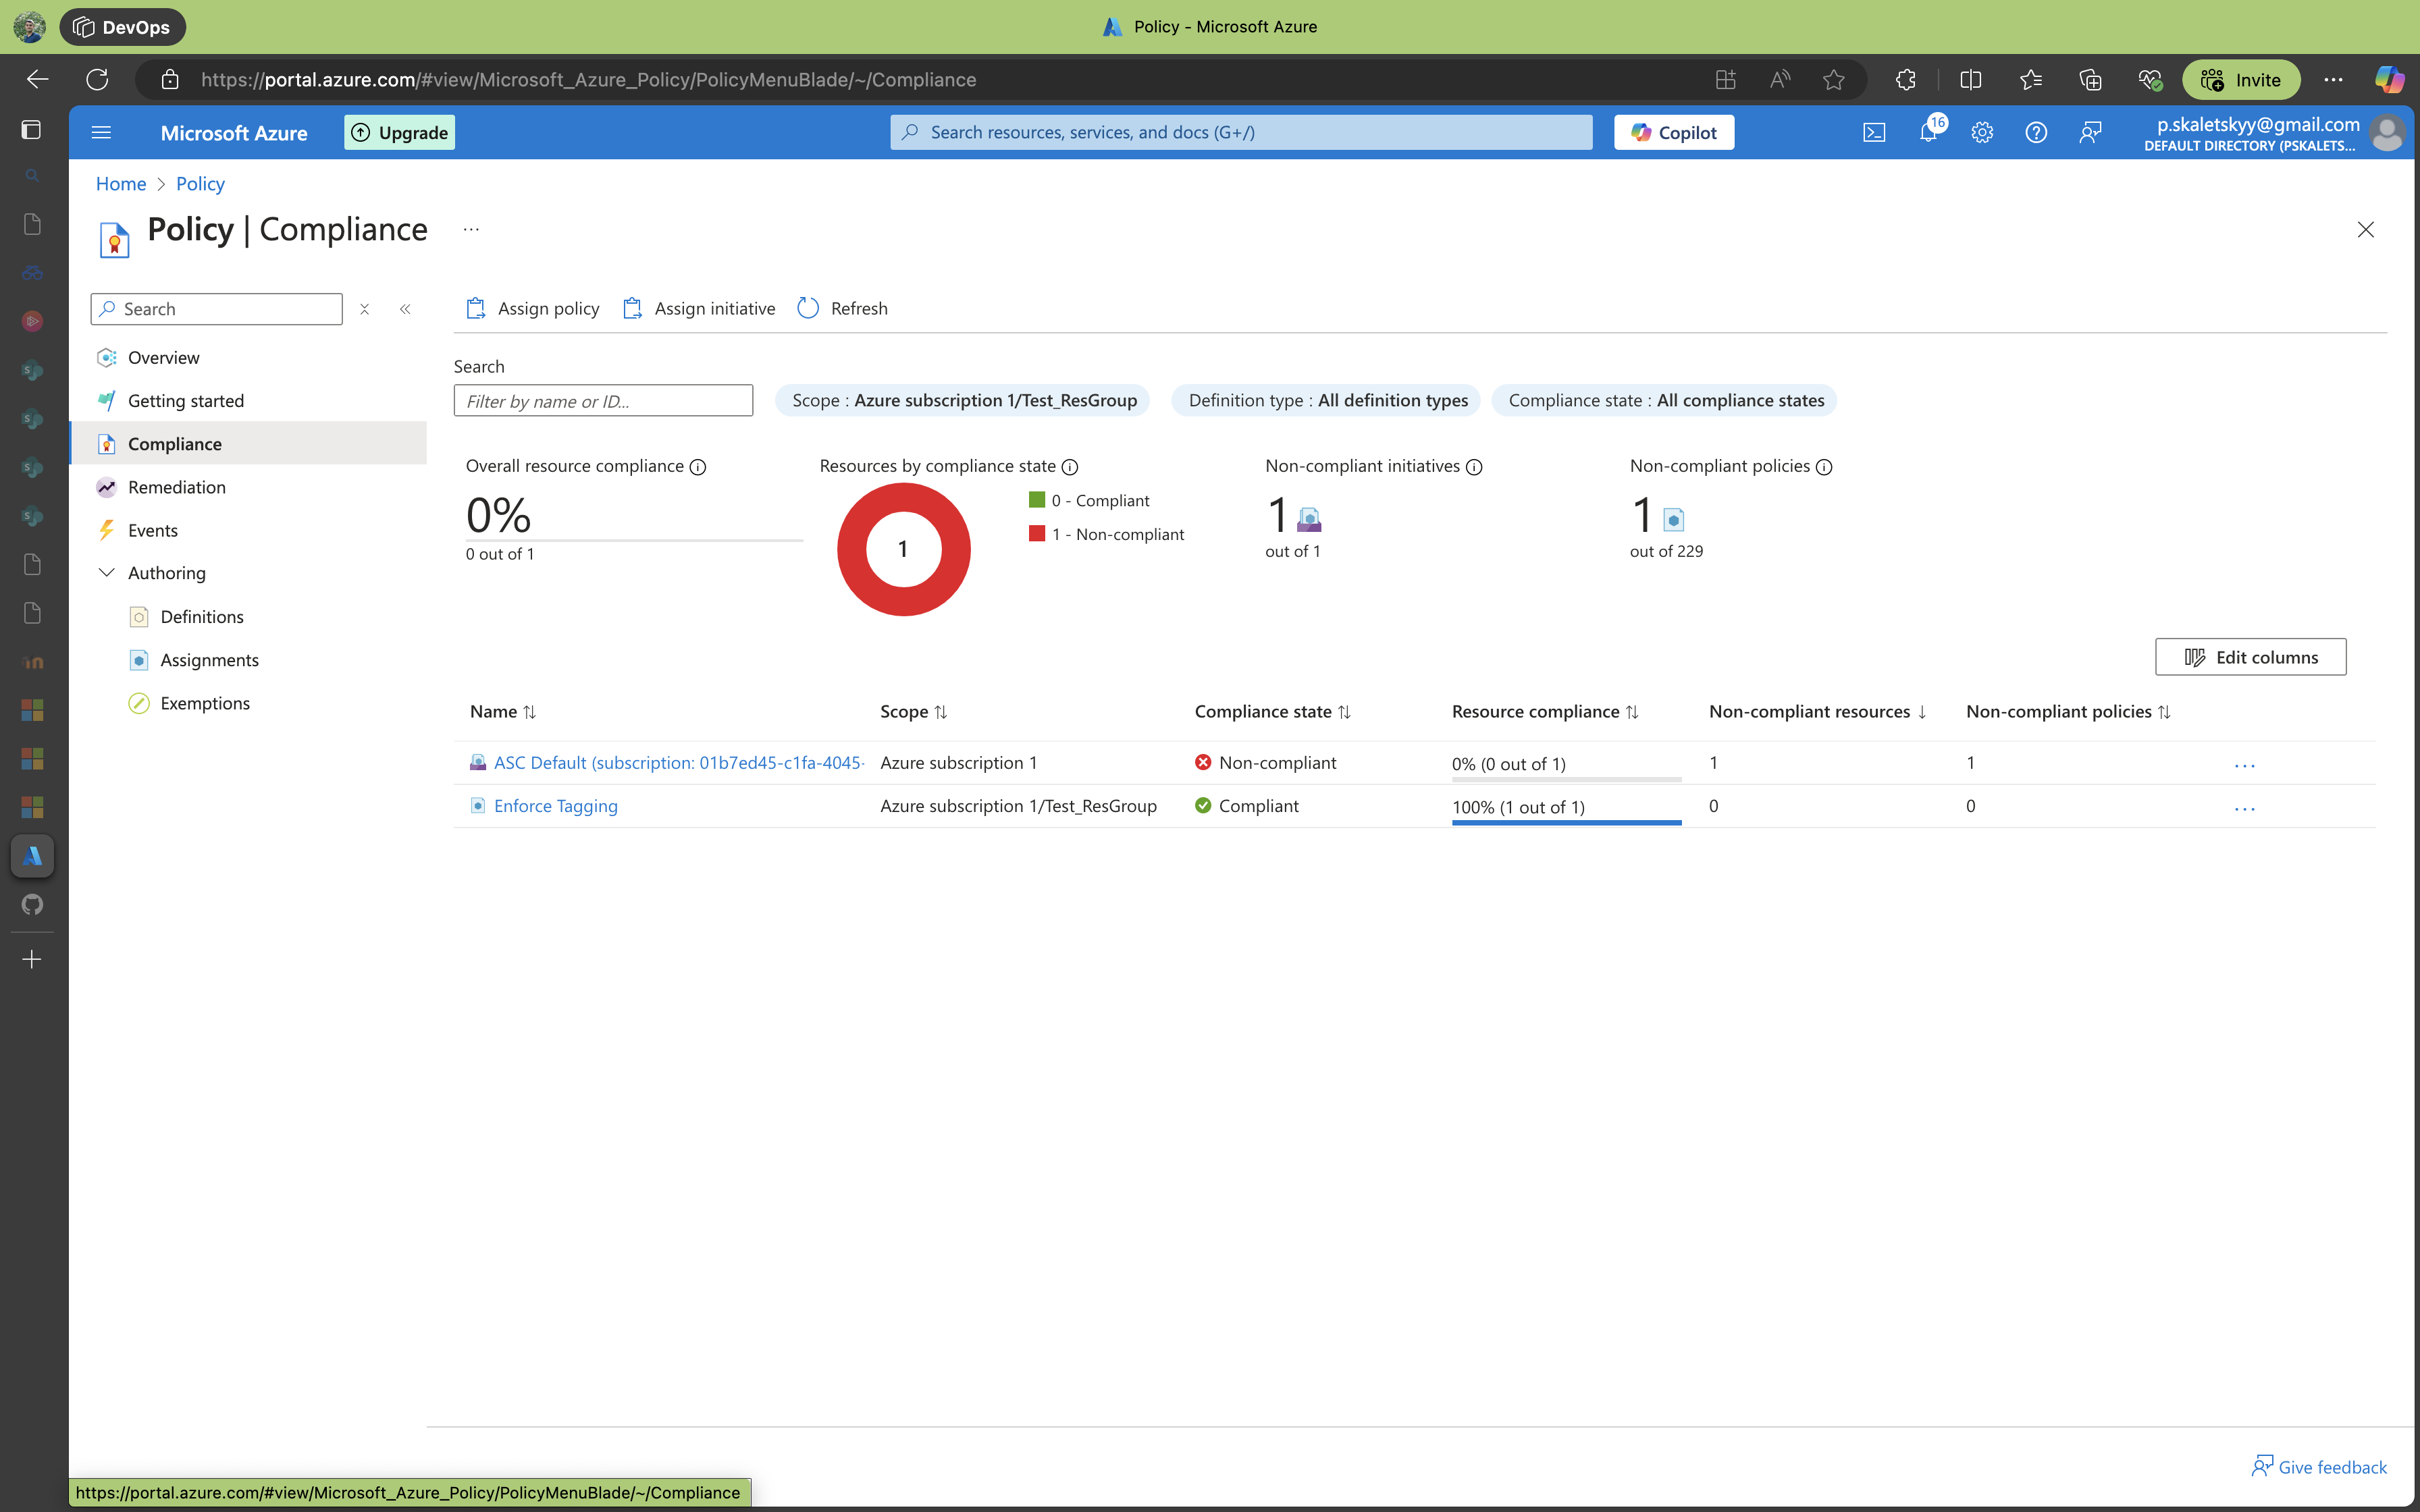 DevOps
Policy - Microsoft Azure
https://portal.azure.com/#view/Microsoft_Azure_Policy/PolicyMenuBlade/~/Compliance
Invite
Microsoft Azure
Upgrade
Search resources, services, and docs (G+/)
Copilot
16
p.skaletskyy@gmail.com
DEFAULT DIRECTORY (PSKALETS...
Home > Policy
Policy | Compliance
Search
Overview
Getting started
Compliance
Remediation
Events
Authoring
Definitions
Assignments
Exemptions
Assign policy
Assign initiative
Refresh
Search
Filter by name or ID...
Scope : Azure subscription 1/Test_ResGroup
Definition type : All definition types
Compliance state : All compliance states
Overall resource compliance
0%
0 out of 1
Resources by compliance state
1
0 - Compliant
1 - Non-compliant
Non-compliant initiatives
1
out of 1
Non-compliant policies
1
out of 229
Edit columns
Name Scope Compliance state Resource compliance Non-compliant resources Non-compliant policies
ASC Default (subscription: 01b7ed45-c1fa-4045- Azure subscription 1 Non-compliant 0% (0 out of 1) 1 1
Enforce Tagging Azure subscription 1/Test_ResGroup Compliant 100% (1 out of 1) 0 0
Give feedback
https://portal.azure.com/#view/Microsoft_Azure_Policy/PolicyMenuBlade/~/Compliance